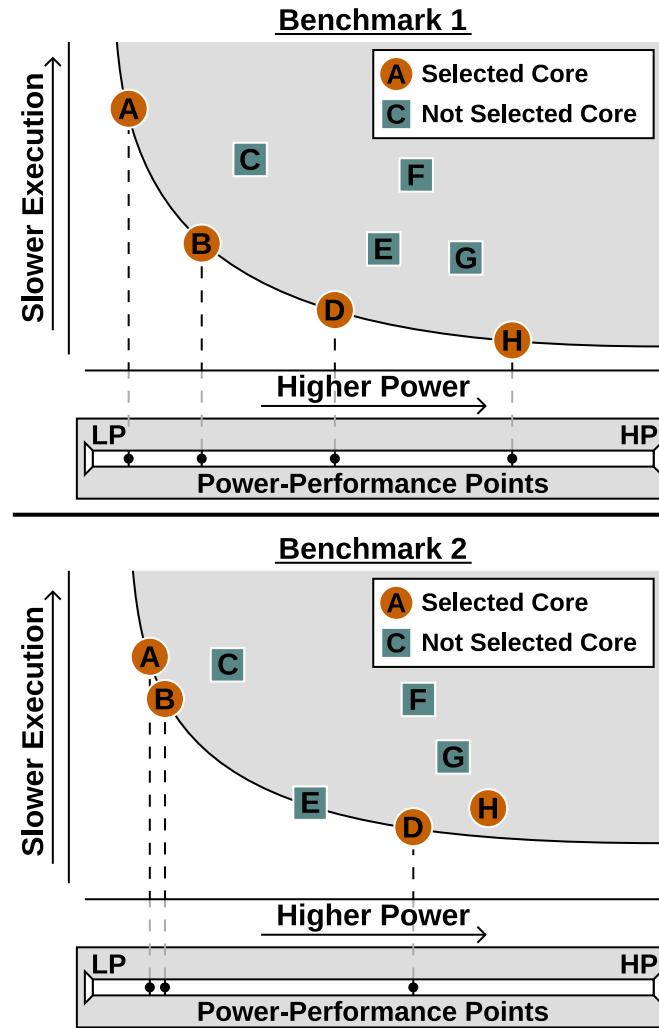 Benchmark 1
Slower Execution
A Selected Core
C Not Selected Core
A
C
F
B
E
G
D
H
Higher Power
LP
HP
Power-Performance Points
Benchmark 2
Slower Execution
A Selected Core
C Not Selected Core
A
C
B
F
G
E
H
D
Higher Power
LP
HP
Power-Performance Points